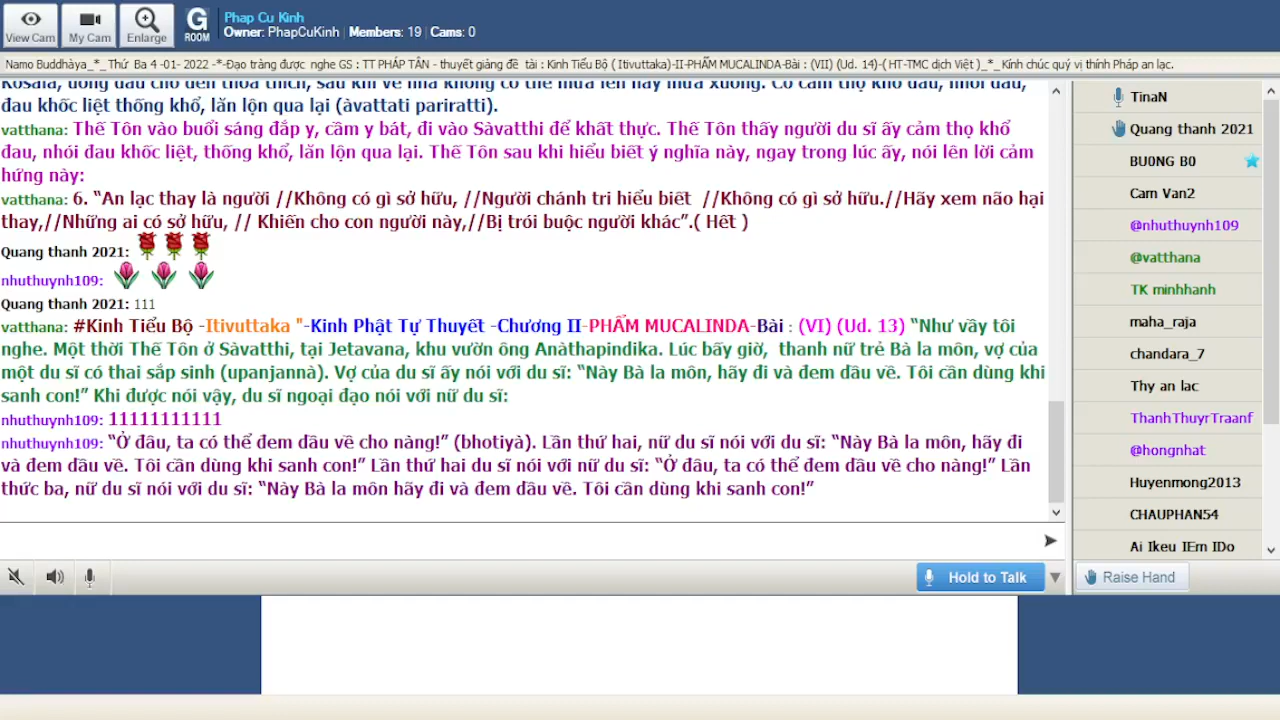 View Cam
My Cam
Enlarge
G
ROOM
Phap Cu Kinh
Owner: PhapCuKinh | Members: 19 | Cams: 0
Namo Buddhàya_*_Thứ Ba 4 -01- 2022 -*-Đạo tràng được nghe GS : TT PHÁP TÂN - thuyết giảng đề tài : Kinh Tiểu Bộ ( Itivuttaka)-II-PHẨM MUCALINDA-Bài : (VII) (Ud. 14)-( HT-TMC dịch Việt )_*_Kính chúc quý vị thính Pháp an lạc.
đau khốc liệt thống khổ, lăn lộn qua lại (àvattati pariratti).
vatthana: Thế Tôn vào buổi sáng đắp y, cầm y bát, đi vào Sàvatthi để khất thực. Thế Tôn thấy người du sĩ ấy cảm thọ khổ
đau, nhói đau khốc liệt, thống khổ, lăn lộn qua lại. Thế Tôn sau khi hiểu biết ý nghĩa này, ngay trong lúc ấy, nói lên lời cảm
hứng này:
vatthana: 6. “An lạc thay là người //Không có gì sở hữu, //Người chánh tri hiểu biết //Không có gì sở hữu.//Hãy xem não hại
thay,//Những ai có sở hữu, // Khiến cho con người này,//Bị trói buộc người khác”.( Hết )
Quang thanh 2021:
nhuthuynh109:
Quang thanh 2021: 111
vatthana: #Kinh Tiểu Bộ -Itivuttaka "-Kinh Phật Tự Thuyết -Chương II-PHẨM MUCALINDA-Bài : (VI) (Ud. 13) “Như vầy tôi
nghe. Một thời Thế Tôn ở Sàvatthi, tại Jetavana, khu vườn ông Anàthapindika. Lúc bấy giờ, thanh nữ trẻ Bà la môn, vợ của
một du sĩ có thai sắp sinh (upanjannà). Vợ của du sĩ ấy nói với du sĩ: “Này Bà la môn, hãy đi và đem dầu về. Tôi cần dùng khi
sanh con!” Khi được nói vậy, du sĩ ngoại đạo nói với nữ du sĩ:
nhuthuynh109: 11111111111
nhuthuynh109: “Ở đâu, ta có thể đem dầu về cho nàng!” (bhotiyà). Lần thứ hai, nữ du sĩ nói với du sĩ: “Này Bà la môn, hãy đi
và đem dầu về. Tôi cần dùng khi sanh con!” Lần thứ hai du sĩ nói với nữ du sĩ: “Ở đâu, ta có thể đem dầu về cho nàng!” Lần
thức ba, nữ du sĩ nói với du sĩ: “Này Bà la môn hãy đi và đem dầu về. Tôi cần dùng khi sanh con!”
Hold to Talk
TinaN
Quang thanh 2021
BU0NG B0
Cam Van2
@nhuthuynh109
@vatthana
TK minhhanh
maha_raja
chandara_7
Thy an lac
ThanhThuyrTraanf
@hongnhat
Huyenmong2013
CHAUPHAN54
Ai Ikeu IEm IDo
Raise Hand